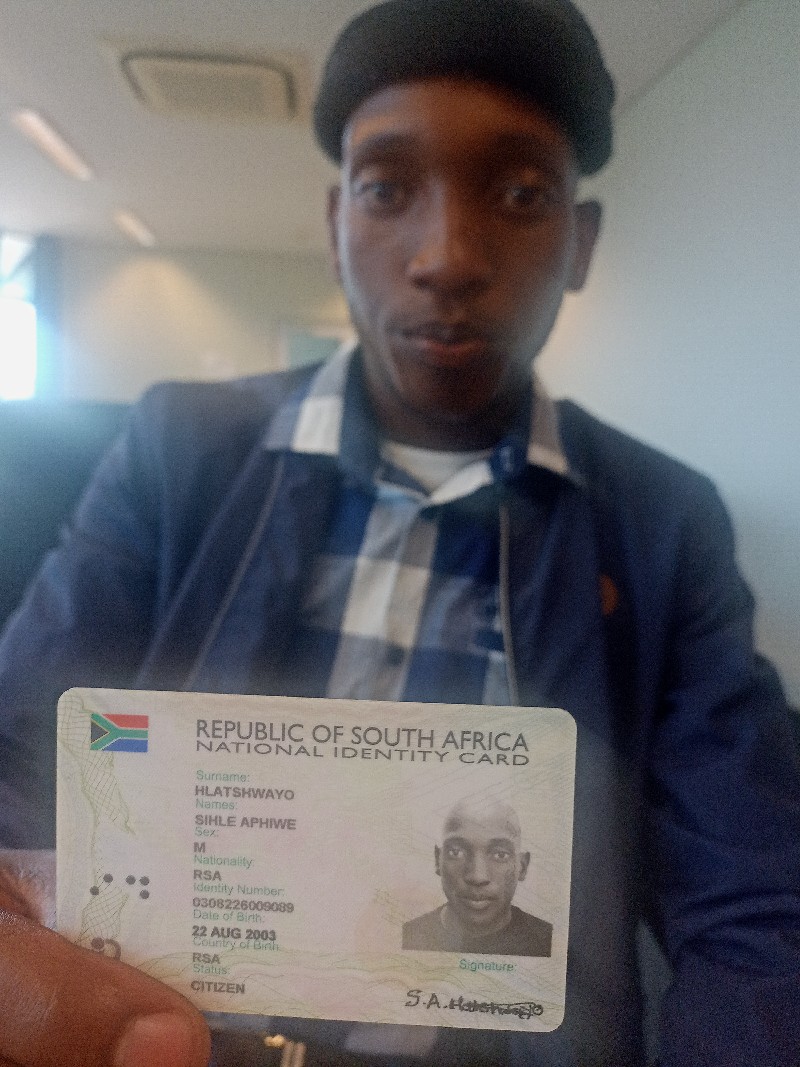 REPUBLIC OF SOUTH AFRICA
NATIONAL IDENTITY CARD
Surname:
HLATSHWAYO
Names:
SIHLE APHIWE
Sex:
M
Nationality:
RSA
Identity Number:
0308226009089
Date of Birth:
22 AUG 2003
Country of Birth:
RSA
Status:
CITIZEN
Signature:
S.A.